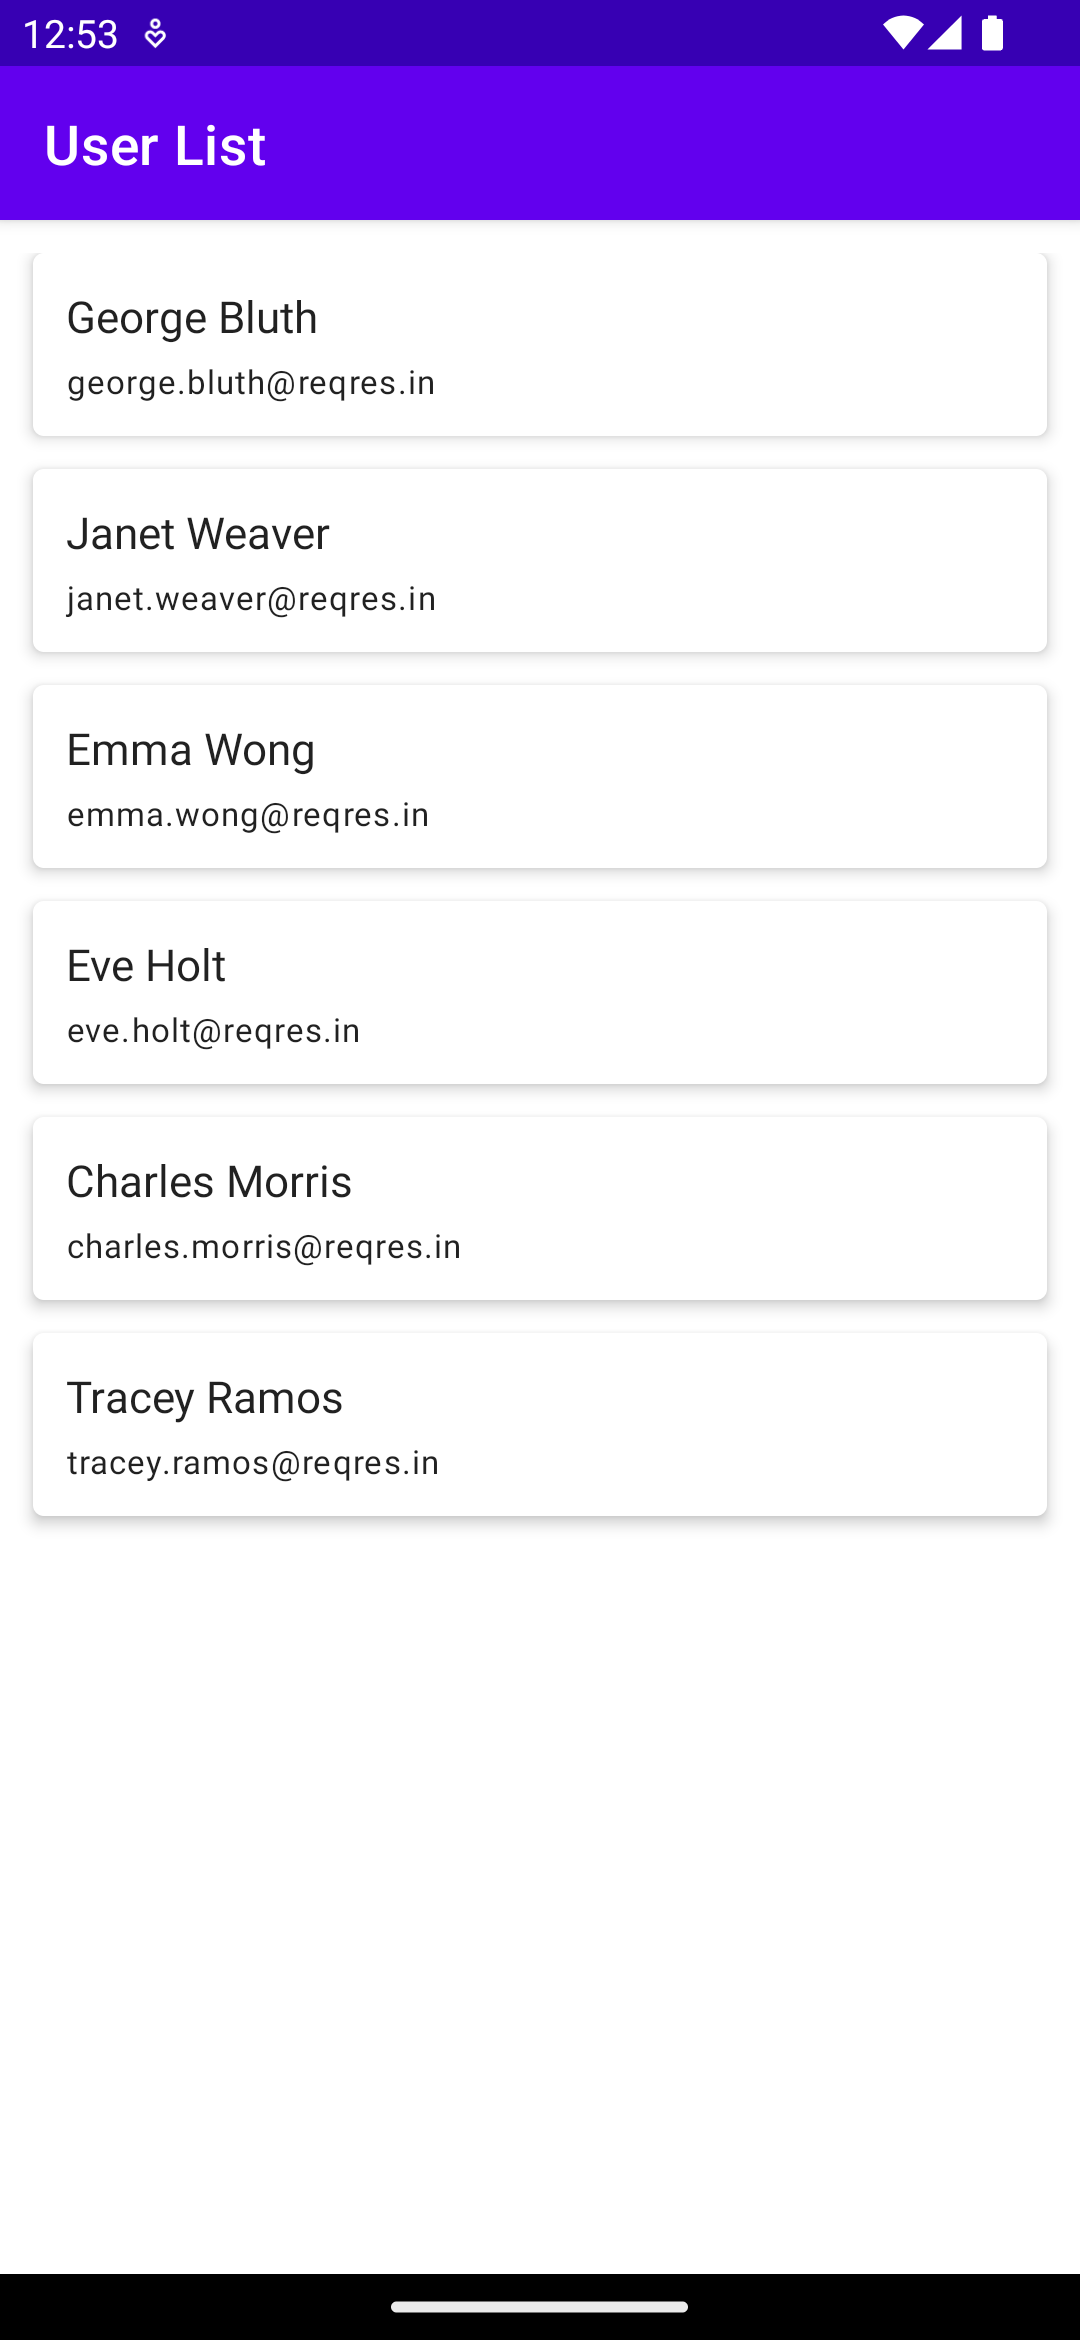 12:53
User List
George Bluth
george.bluth@reqres.in
Janet Weaver
janet.weaver@reqres.in
Emma Wong
emma.wong@reqres.in
Eve Holt
eve.holt@reqres.in
Charles Morris
charles.morris@reqres.in
Tracey Ramos
tracey.ramos@reqres.in